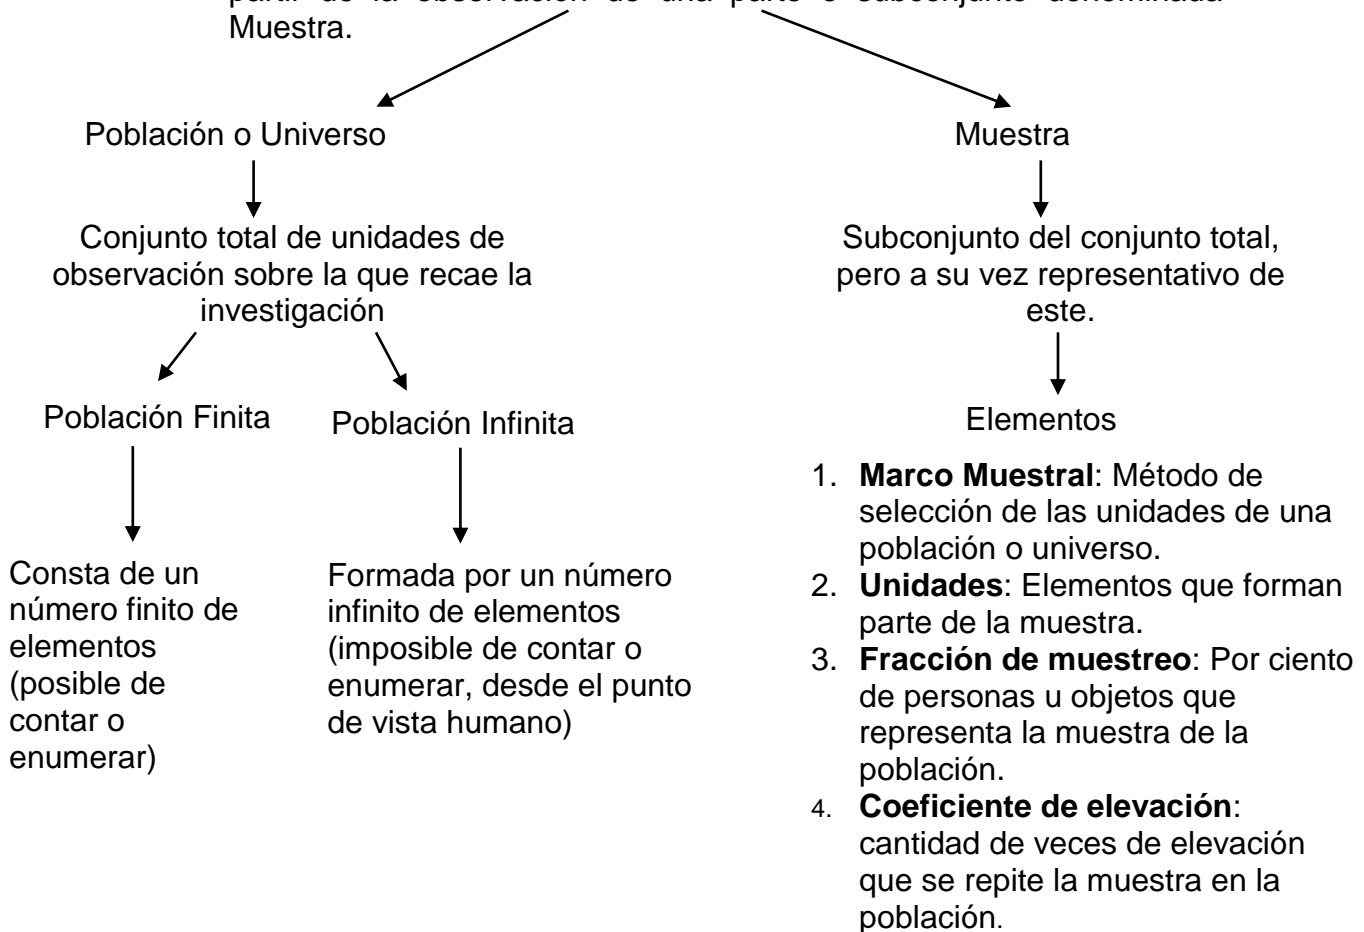 partir de la observación de una parte o subconjunto denominada
Muestra.
Población o Universo
Conjunto total de unidades de
observación sobre la que recae la
investigación
Población Finita
Consta de un
número finito de
elementos
(posible de
contar o
enumerar)
Población Infinita
Formada por un número
infinito de elementos
(imposible de contar o
enumerar, desde el punto
de vista humano)
Muestra
Subconjunto del conjunto total,
pero a su vez representativo de
este.
Elementos
1. Marco Muestral: Método de
selección de las unidades de una
población o universo.
2. Unidades: Elementos que forman
parte de la muestra.
3. Fracción de muestreo: Por ciento
de personas u objetos que
representa la muestra de la
población.
4. Coeficiente de elevación:
cantidad de veces de elevación
que se repite la muestra en la
población.